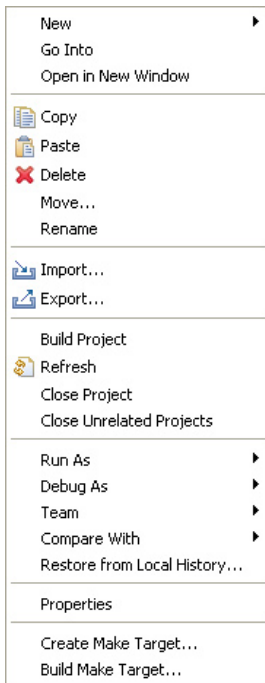 New
Go Into
Open in New Window
Copy
Paste
Delete
Move...
Rename
Import...
Export...
Build Project
Refresh
Close Project
Close Unrelated Projects
Run As
Debug As
Team
Compare With
Restore from Local History...
Properties
Create Make Target...
Build Make Target...